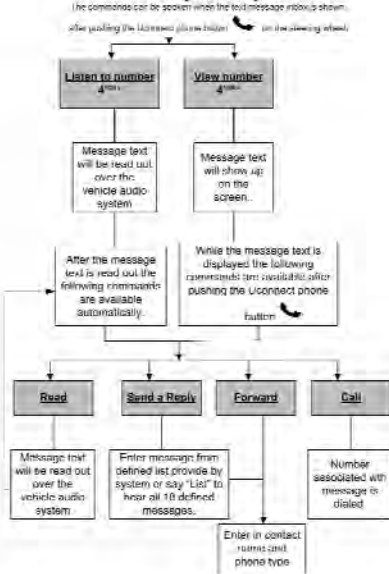 The commands can be spoken when the text message inbox is shown
after pushing the Uconnect phone button on the steering wheel.
Listen to number
4
View number
4
Message text
will be read out
over the
vehicle audio
system
Message text
will show up
on the
screen.
After the message
text is read out the
following commands
are available
automatically.
While the message text is
displayed the following
commands are available after
pushing the Uconnect phone
button
Read
Send a Reply
Forward
Call
Message text
will be read out
over the
vehicle audio
system
Enter message from
defined list provide by
system or say "List" to
hear all 18 defined
messages.
Number
associated with
message is
dialed
Enter in contact
name and
phone type